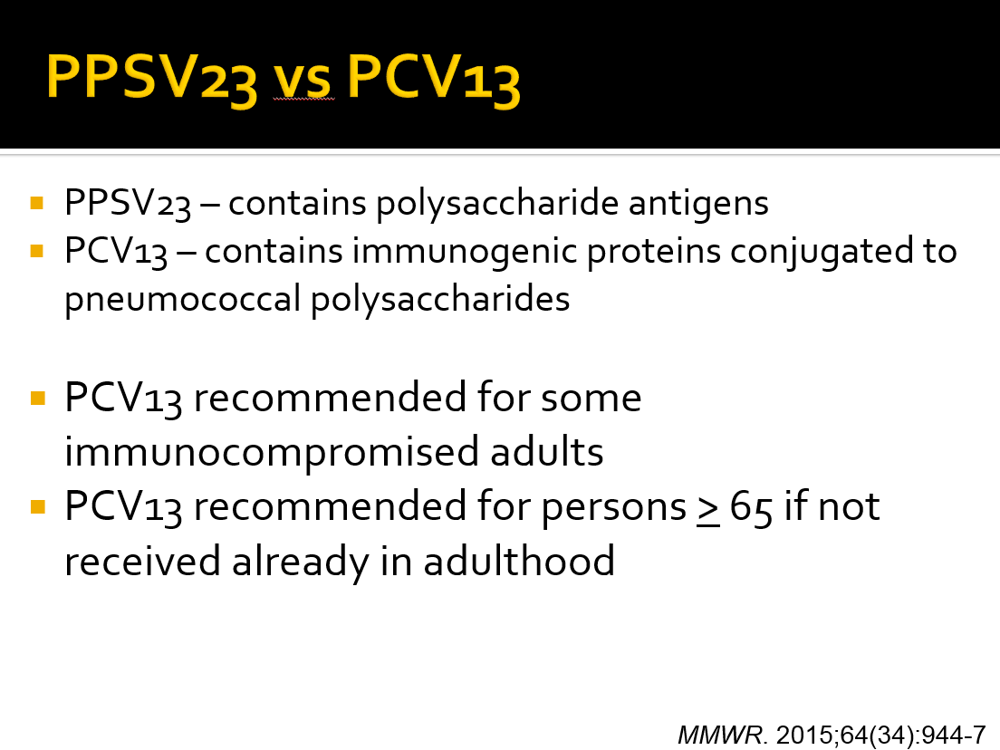 PPSV23 vs PCV13
▪ PPSV23 – contains polysaccharide antigens
▪ PCV13 – contains immunogenic proteins conjugated to
pneumococcal polysaccharides
▪ PCV13 recommended for some
immunocompromised adults
▪ PCV13 recommended for persons > 65 if not
received already in adulthood
MMWR. 2015;64(34):944-7